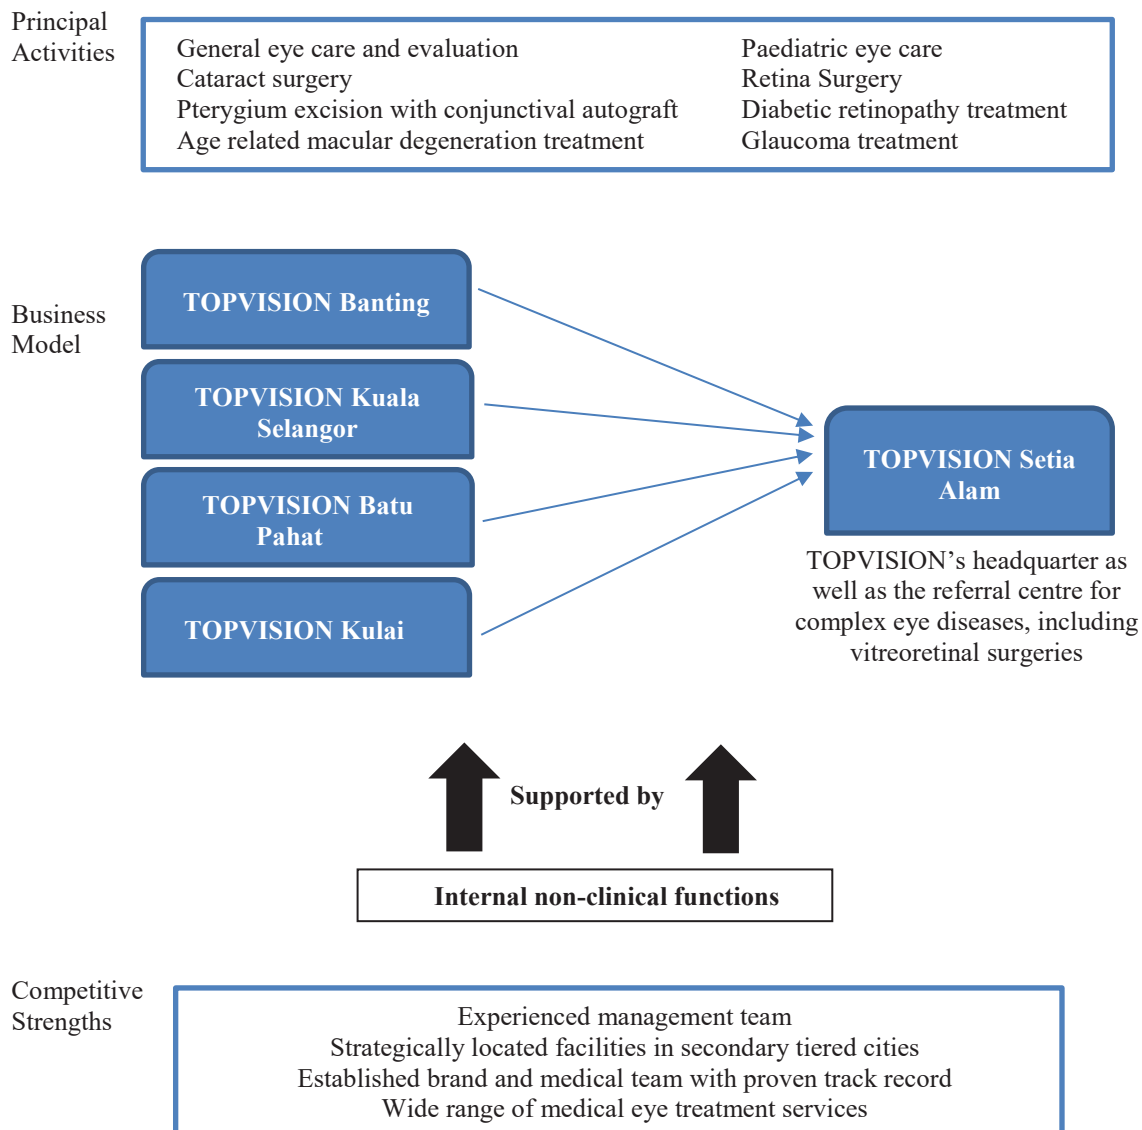 Principal
Activities
General eye care and evaluation
Cataract surgery
Pterygium excision with conjunctival autograft
Age related macular degeneration treatment
Paediatric eye care
Retina Surgery
Diabetic retinopathy treatment
Glaucoma treatment
Business
Model
TOPVISION Banting
TOPVISION Kuala
Selangor
TOPVISION Batu
Pahat
TOPVISION Kulai
TOPVISION Setia
Alam
TOPVISION’s headquarter as
well as the referral centre for
complex eye diseases, including
vitreoretinal surgeries
Supported by
Internal non-clinical functions
Competitive
Strengths
Experienced management team
Strategically located facilities in secondary tiered cities
Established brand and medical team with proven track record
Wide range of medical eye treatment services